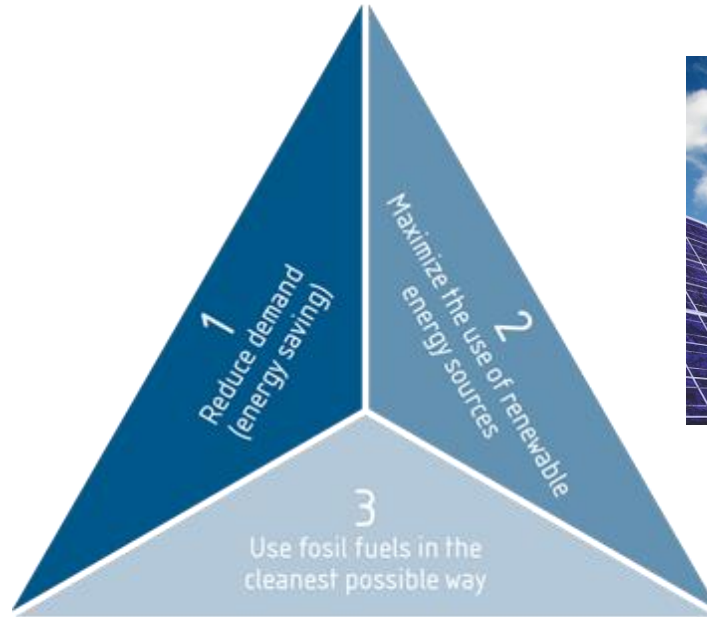 1
Reduce demand
(energy saving)
2
Maximize the use of renewable
energy sources
3
Use fosil fuels in the
cleanest possible way